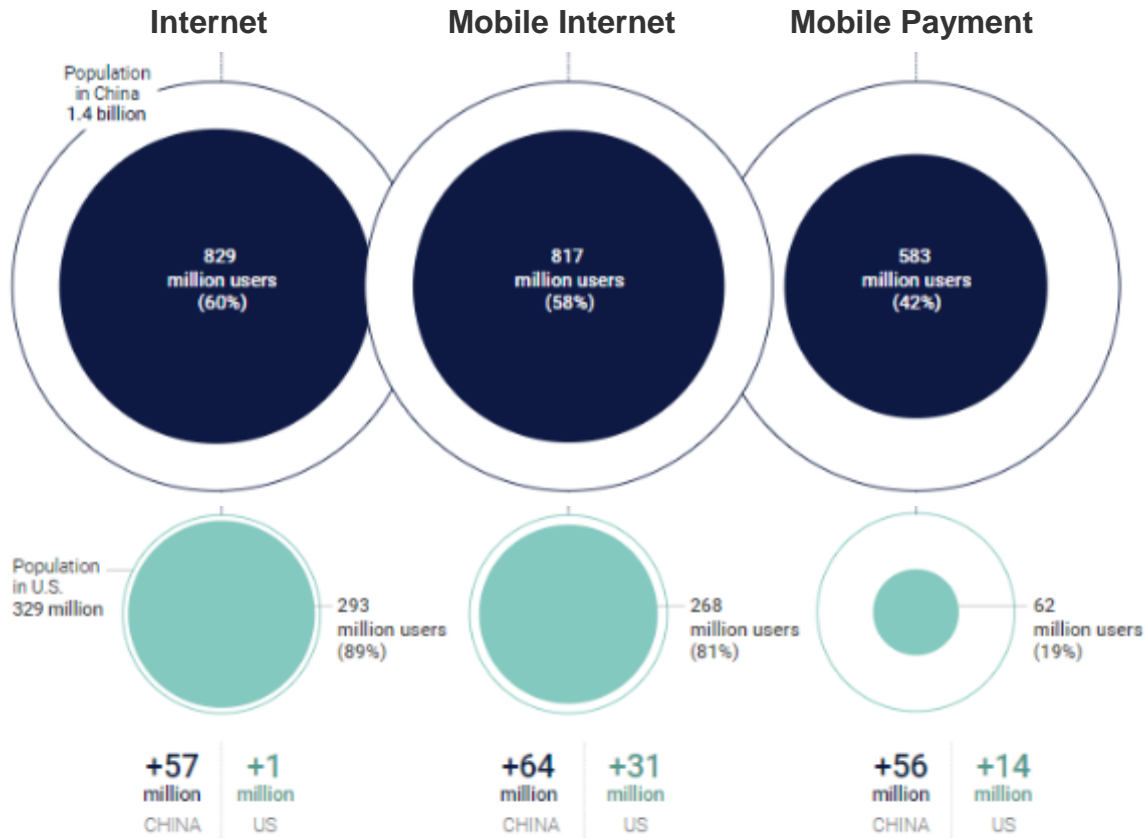 Internet
Mobile Internet
Mobile Payment
Population
in China
1.4 billion
829
million users
(60%)
817
million users
(58%)
583
million users
(42%)
Population
in U.S.
329 million
293
million users
(89%)
268
million users
(81%)
62
million users
(19%)
+57
million
CHINA
+1
million
US
+64
million
CHINA
+31
million
US
+56
million
CHINA
+14
million
US